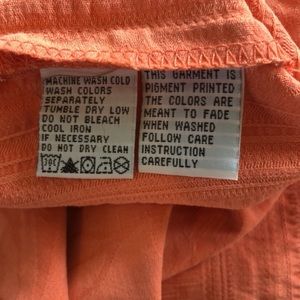 MACHINE WASH COLD
WASH COLORS
SEPARATELY
TUMBLE DRY LOW
DO NOT BLEACH
COOL IRON
IF NECESSARY
DO NOT DRY CLEAN
THIS GARMENT IS
PIGMENT PRINTED
THE COLORS ARE
MEANT TO FADE
WHEN WASHED
FOLLOW CARE
INSTRUCTION
CAREFULLY